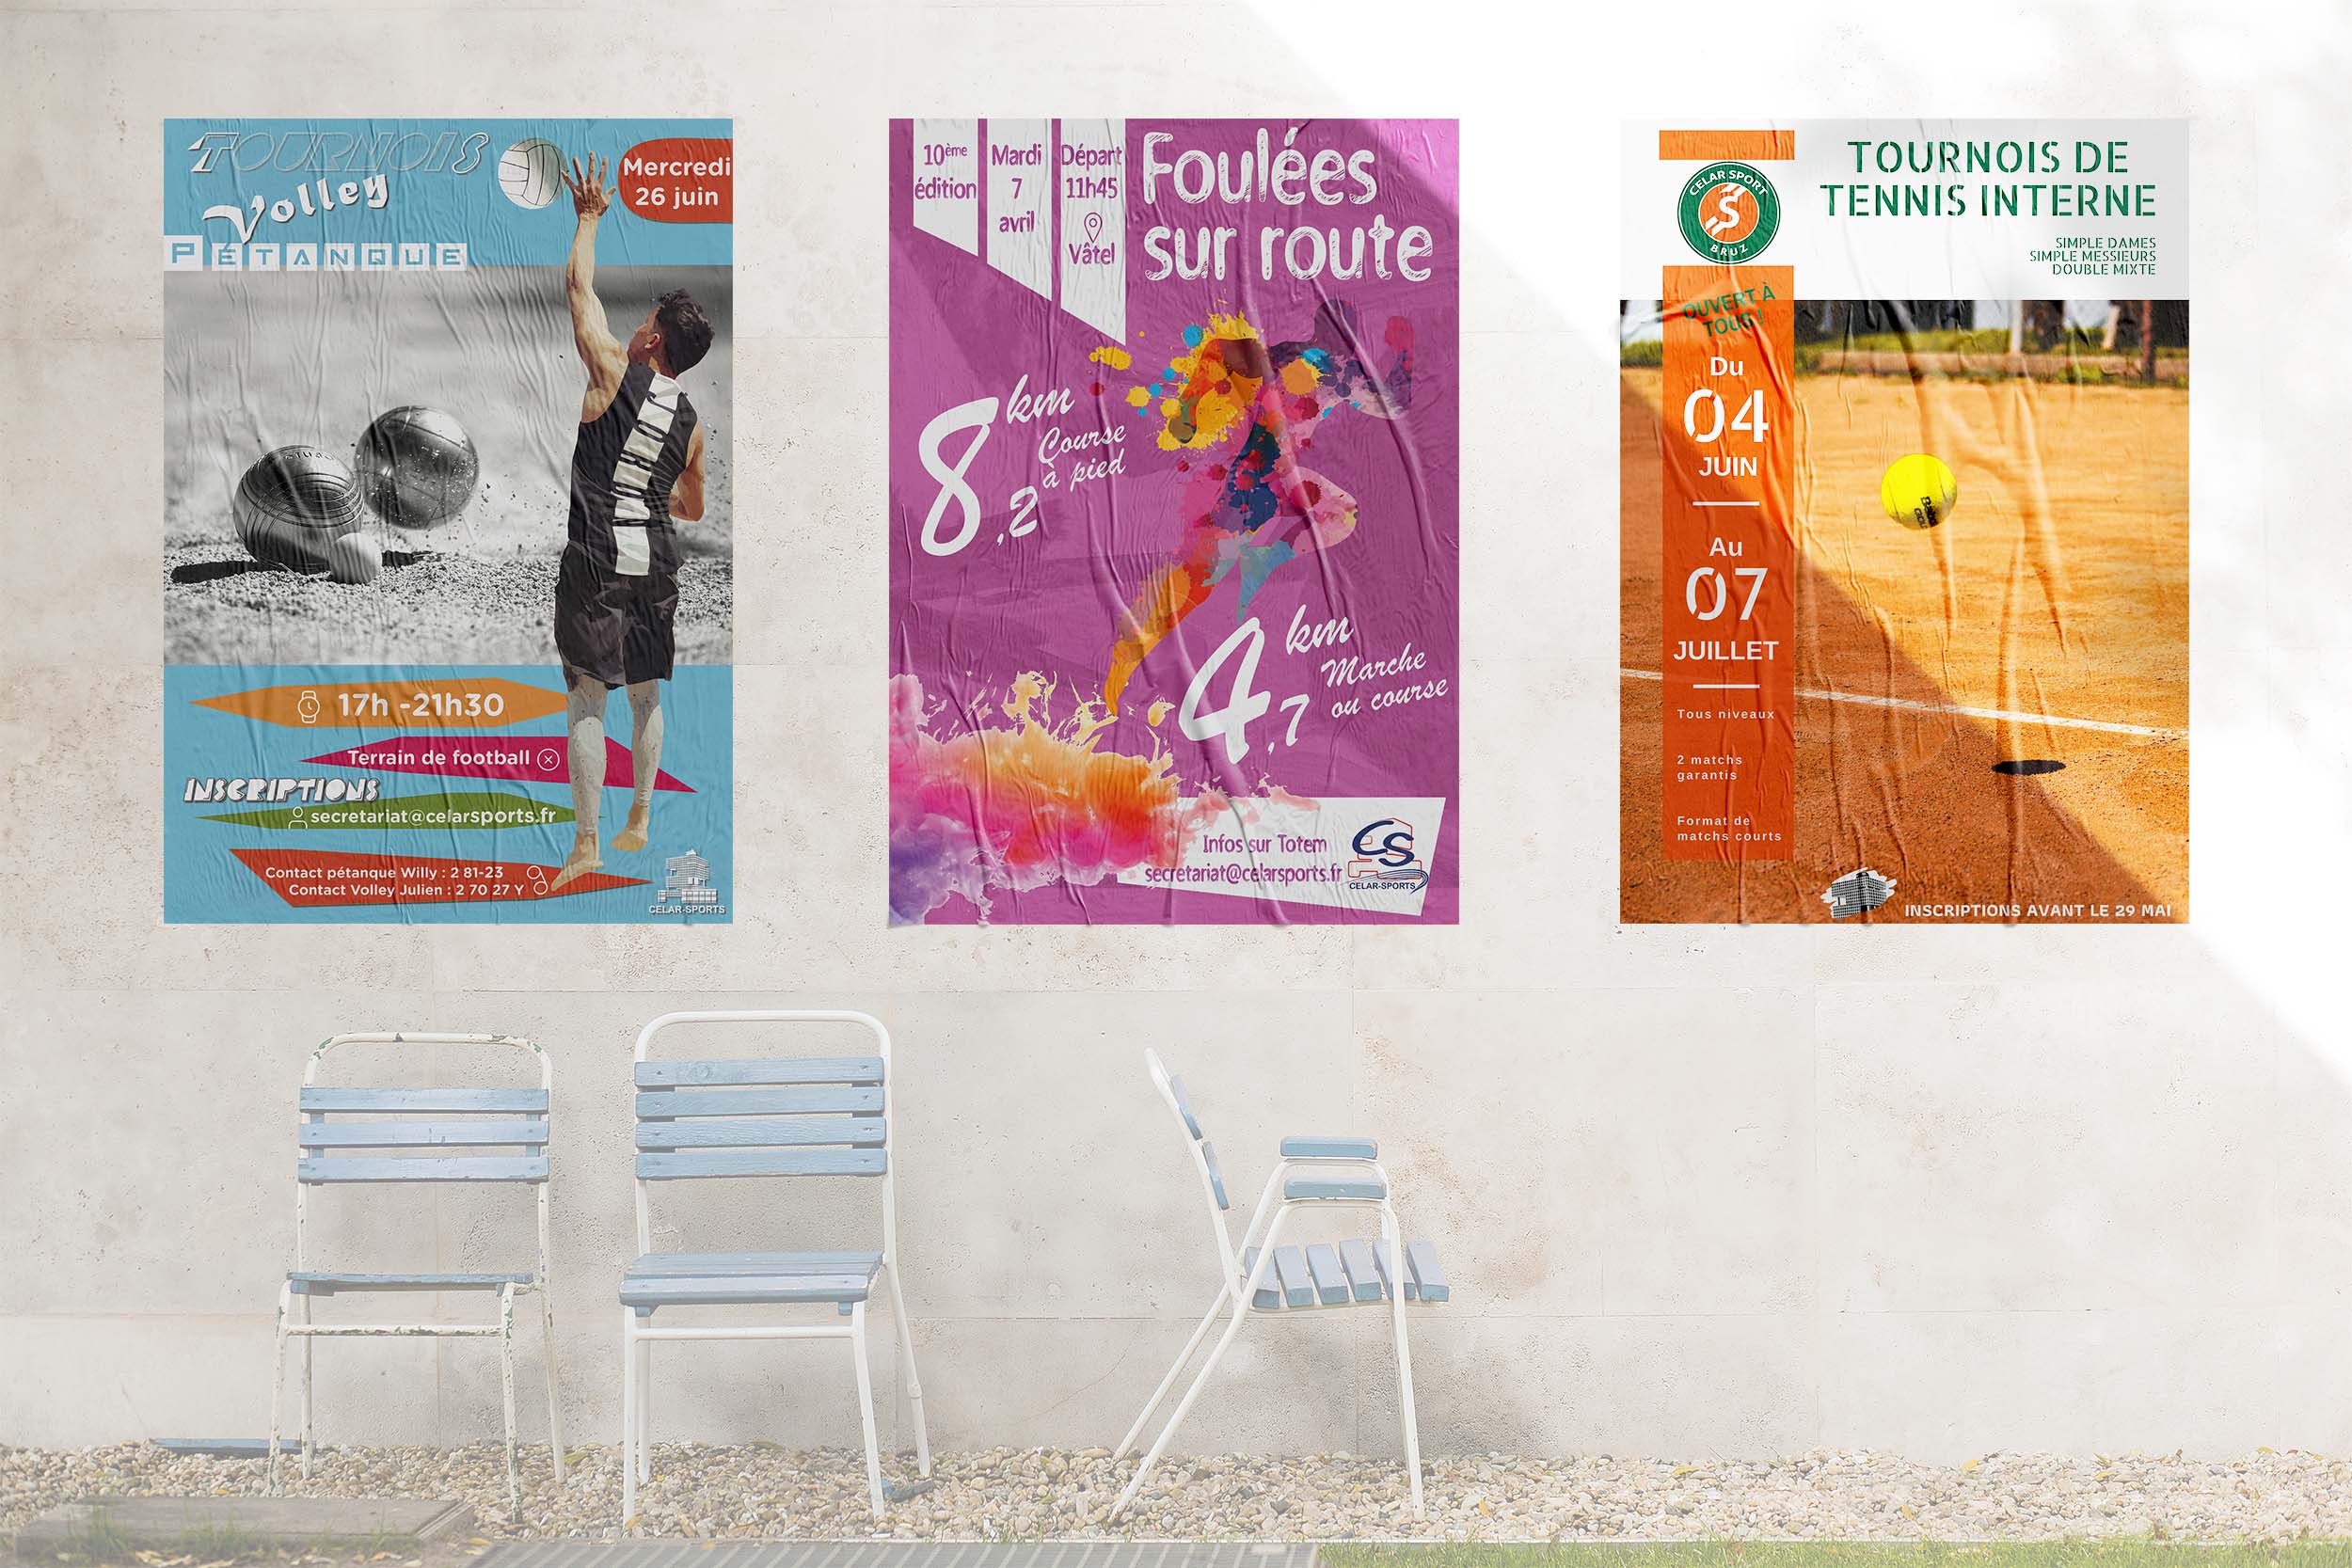 TOURNOIS
Volley
PÉTANQUE
Mercredi
26 juin
JORDAN
17h -21h30
Terrain de football
INSCRIPTIONS
secretariat@celarsports.fr
Contact pétanque Willy : 2 81-23
Contact Volley Julien : 2 70 27 Y
CELAR-SPORTS
10ème
édition
Mardi
7
avril
Départ
11h45
Vâtel
Foulées
sur route
8,2 km
Course
à pied
4,7 km
Marche
ou course
Infos sur Totem
secretariat@celarsports.fr
CS
CELAR-SPORTS
CELAR SPORT
S
BRUZ
TOURNOIS DE
TENNIS INTERNE
SIMPLE DAMES
SIMPLE MESSIEURS
DOUBLE MIXTE
OUVERT À
TOUS !
Du
04
JUIN
Au
07
JUILLET
Tous niveaux
2 matchs
garantis
Format de
matchs courts
INSCRIPTIONS AVANT LE 29 MAI